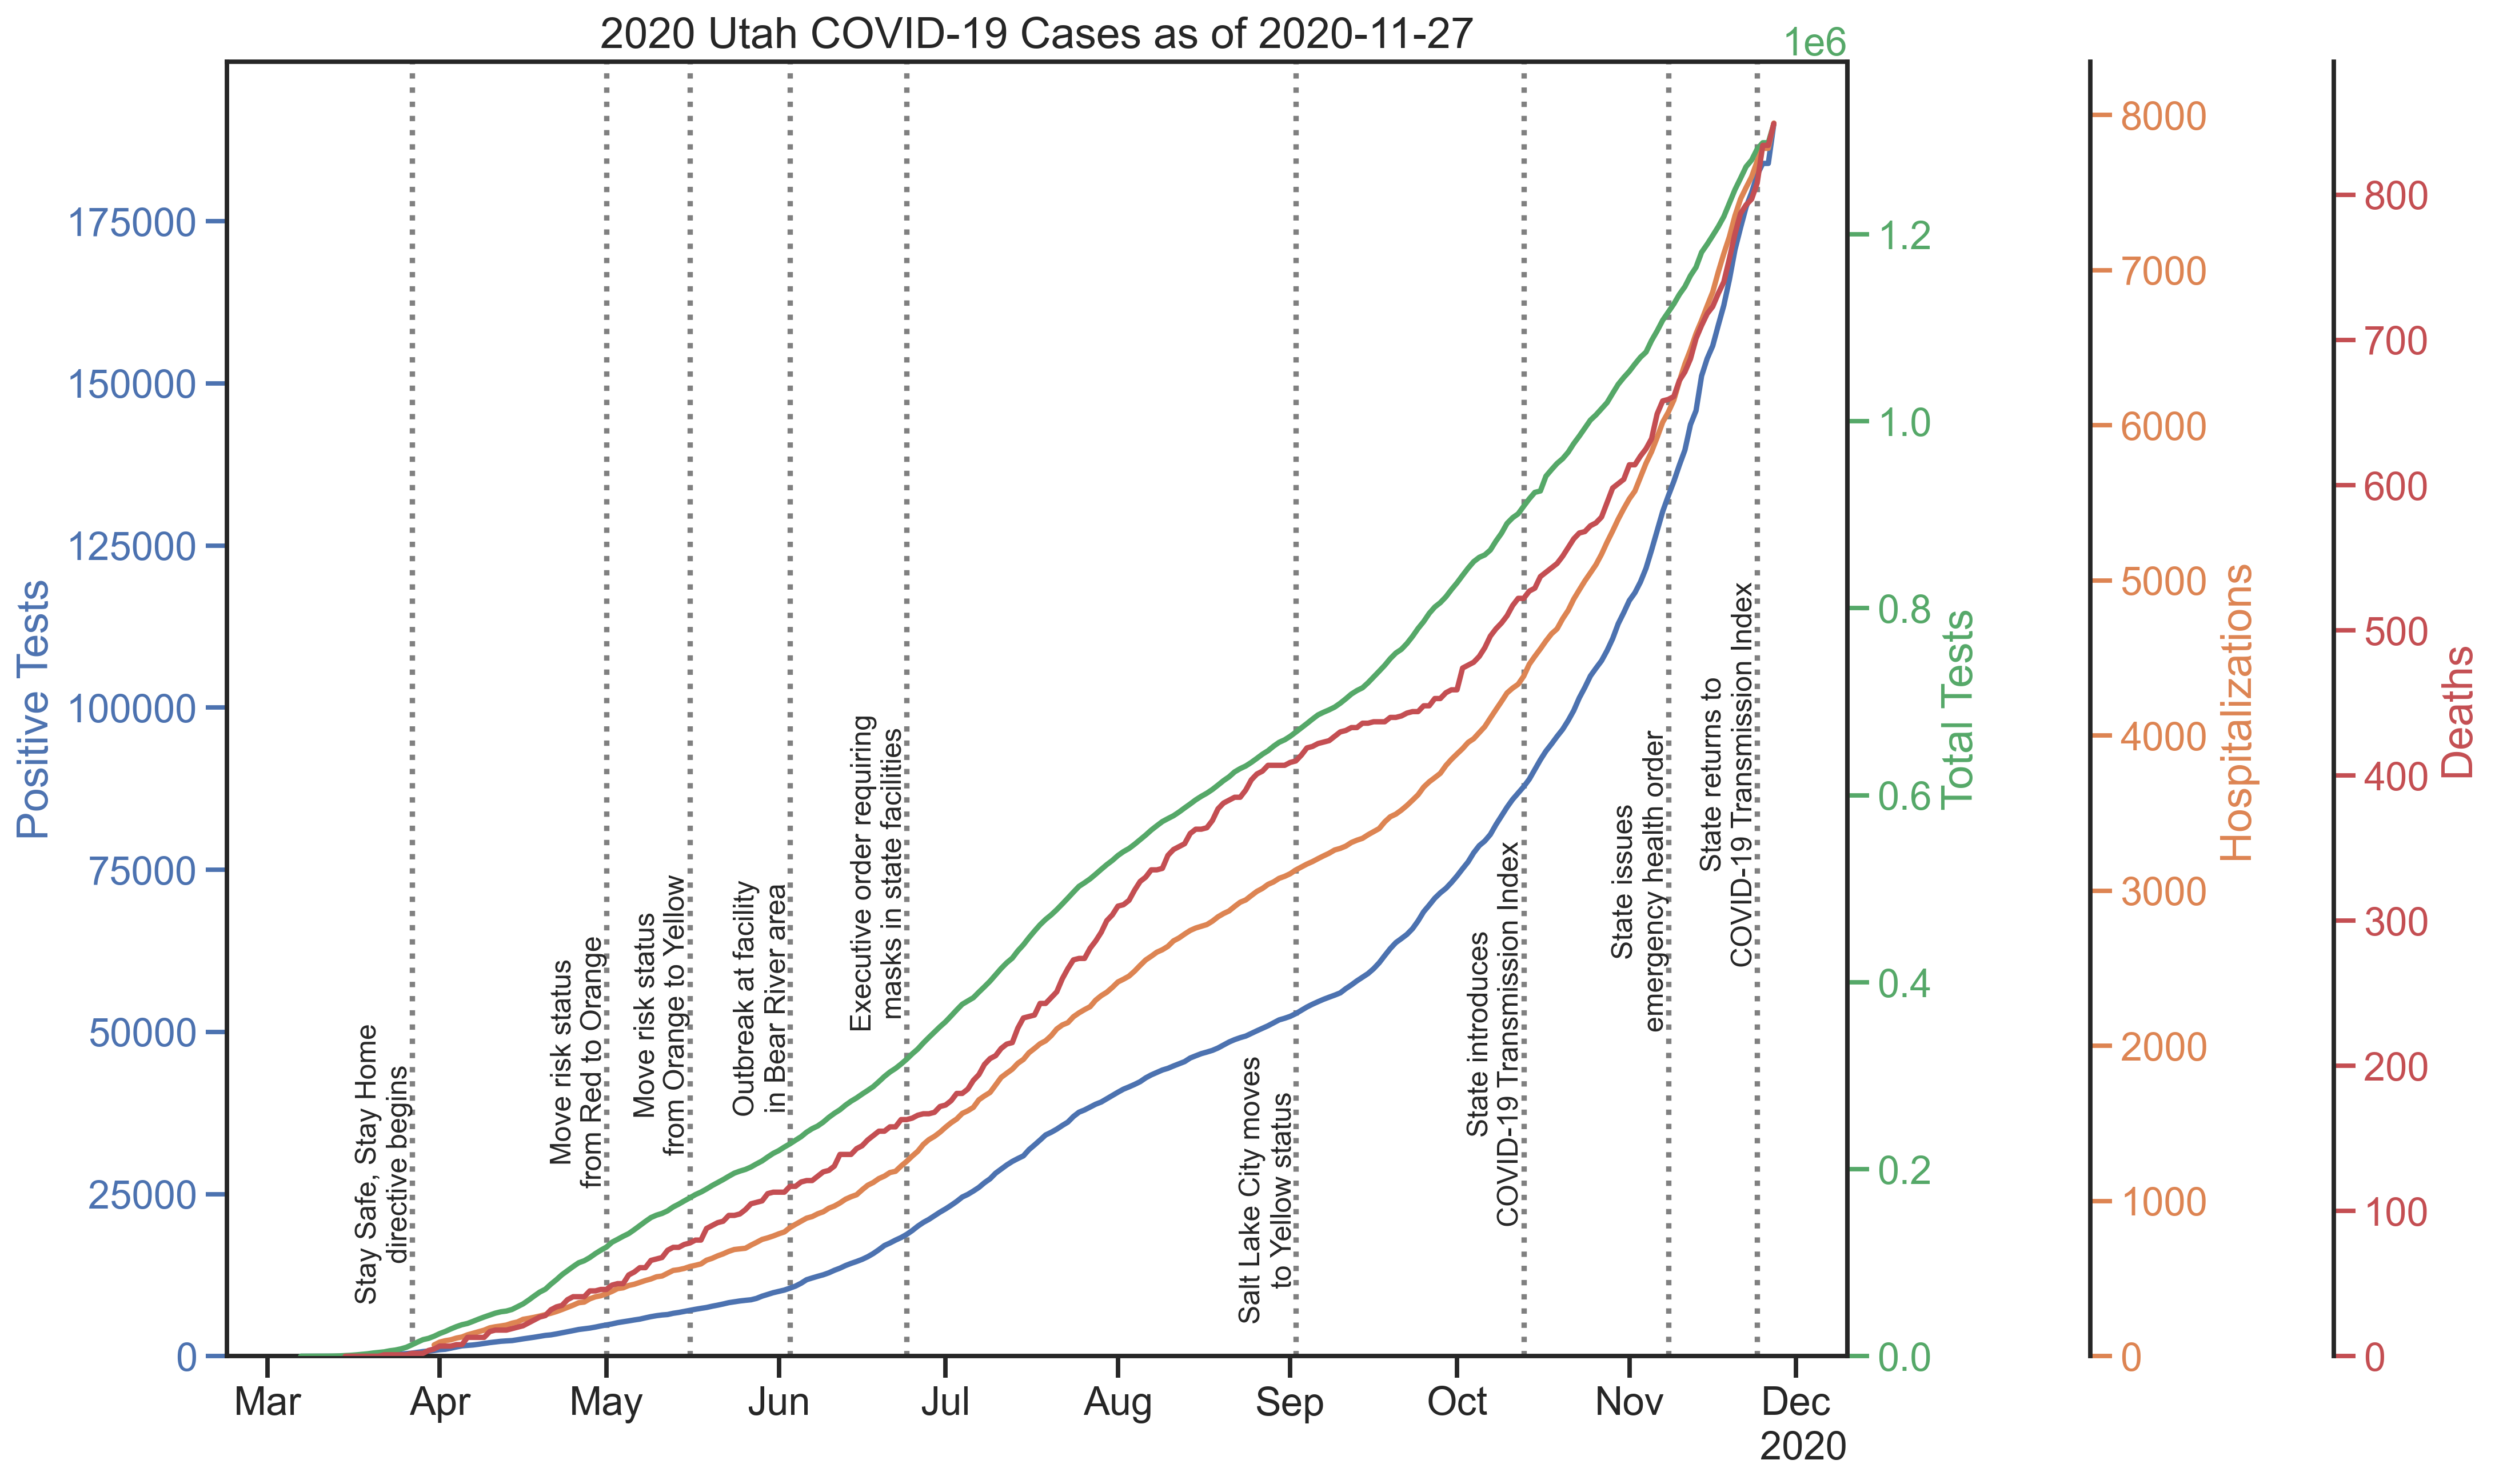 2020 Utah COVID-19 Cases as of 2020-11-27
1e6
Positive Tests
175000
150000
125000
100000
75000
50000
25000
0
Stay Safe, Stay Home
directive begins
Move risk status
from Red to Orange
Move risk status
from Orange to Yellow
Outbreak at facility
in Bear River area
Executive order requiring
masks in state facilities
Salt Lake City moves
to Yellow status
State introduces
COVID-19 Transmission Index
State issues
emergency health order
State returns to
COVID-19 Transmission Index
1.2
1.0
0.8
0.6
0.4
0.2
0.0
Total Tests
8000
7000
6000
5000
4000
3000
2000
1000
0
Hospitalizations
800
700
600
500
400
300
200
100
0
Deaths
Mar
Apr
May
Jun
Jul
Aug
Sep
Oct
Nov
Dec
2020